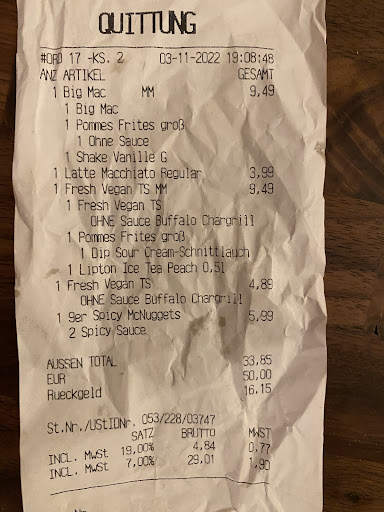 QUITTUNG
#ORD 17 -KS. 2 03-11-2022 19:08:48
ANZ ARTIKEL GESAMT
1 Big Mac MM 9,49
1 Big Mac
1 Pommes Frites groß
1 Ohne Sauce
1 Shake Vanille G
1 Latte Macchiato Regular 3,99
1 Fresh Vegan TS MM 9,49
1 Fresh Vegan TS
OHNE Sauce Buffalo Chargrill
1 Pommes Frites groß
1 Dip Sour Cream-Schnittlauch
1 Lipton Ice Tea Peach 0,5l
1 Fresh Vegan TS 4,89
OHNE Sauce Buffalo Chargrill
1 9er Spicy McNuggets 5,99
2 Spicy Sauce
AUSSEN TOTAL 33,85
EUR 50,00
Rueckgeld 16,15
St.Nr./UStIDNr. 053/228/03747
SATZ BRUTTO MWST
INCL. MwSt 19,00% 4,84 0,77
INCL. MwSt 7,00% 29,01 1,90